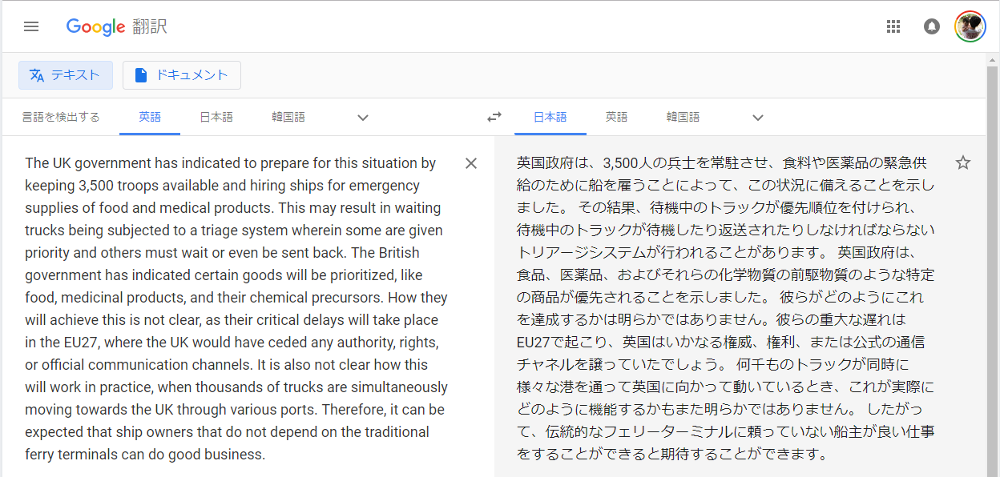 Google 翻訳
テキスト
ドキュメント
言語を検出する 英語 日本語 韓国語
日本語 英語 韓国語
The UK government has indicated to prepare for this situation by
keeping 3,500 troops available and hiring ships for emergency
supplies of food and medical products. This may result in waiting
trucks being subjected to a triage system wherein some are given
priority and others must wait or even be sent back. The British
government has indicated certain goods will be prioritized, like
food, medicinal products, and their chemical precursors. How they
will achieve this is not clear, as their critical delays will take place
in the EU27, where the UK would have ceded any authority, rights,
or official communication channels. It is also not clear how this
will work in practice, when thousands of trucks are simultaneously
moving towards the UK through various ports. Therefore, it can be
expected that ship owners that do not depend on the traditional
ferry terminals can do good business.
英国政府は、3,500人の兵士を常駐させ、食料や医薬品の緊急供
給のために船を雇うことによって、この状況に備えることを示し
ました。 その結果、待機中のトラックが優先順位を付けられ、
待機中のトラックが待機したり返送されたりしなければならない
トリアージシステムが行われることがあります。 英国政府は、
食品、医薬品、およびそれらの化学物質の前駆物質のような特定
の商品が優先されることを示しました。 彼らがどのようにこれ
を達成するかは明らかではありません。彼らの重大な遅れは
EU27で起こり、英国はいかなる権威、権利、または公式の通信
チャネルを譲っていたでしょう。 何千ものトラックが同時に
様々な港を通って英国に向かって動いているとき、これが実際に
どのように機能するかもまた明らかではありません。 したがっ
て、伝統的なフェリーターミナルに頼っていない船主が良い仕事
をすることができると期待することができます。